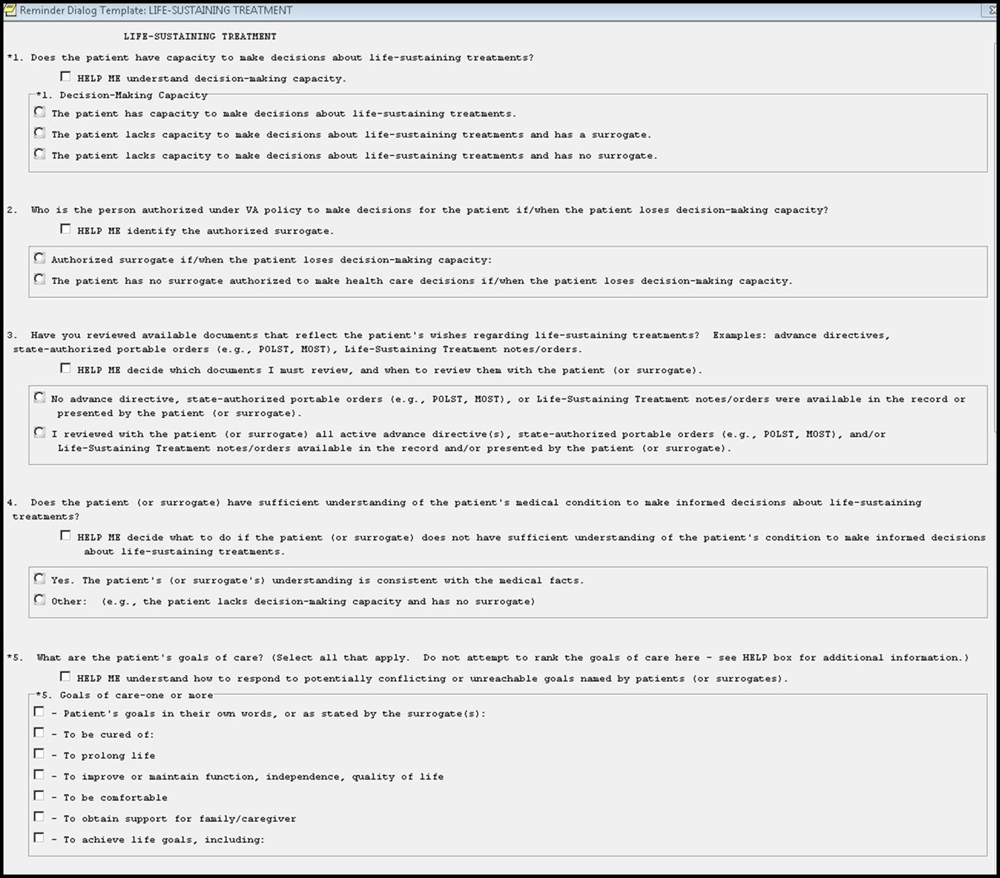 Reminder Dialog Template: LIFE-SUSTAINING TREATMENT
LIFE-SUSTAINING TREATMENT
*1. Does the patient have capacity to make decisions about life-sustaining treatments?
HELP ME understand decision-making capacity.
*1. Decision-Making Capacity
The patient has capacity to make decisions about life-sustaining treatments.
The patient lacks capacity to make decisions about life-sustaining treatments and has a surrogate.
The patient lacks capacity to make decisions about life-sustaining treatments and has no surrogate.
2. Who is the person authorized under VA policy to make decisions for the patient if/when the patient loses decision-making capacity?
HELP ME identify the authorized surrogate.
Authorized surrogate if/when the patient loses decision-making capacity:
The patient has no surrogate authorized to make health care decisions if/when the patient loses decision-making capacity.
3. Have you reviewed available documents that reflect the patient's wishes regarding life-sustaining treatments? Examples: advance directives,
state-authorized portable orders (e.g., POLST, MOST), Life-Sustaining Treatment notes/orders.
HELP ME decide which documents I must review, and when to review them with the patient (or surrogate).
No advance directive, state-authorized portable orders (e.g., POLST, MOST), or Life-Sustaining Treatment notes/orders were available in the record or
presented by the patient (or surrogate).
I reviewed with the patient (or surrogate) all active advance directive(s), state-authorized portable orders (e.g., POLST, MOST), and/or
Life-Sustaining Treatment notes/orders available in the record and/or presented by the patient (or surrogate).
4. Does the patient (or surrogate) have sufficient understanding of the patient's medical condition to make informed decisions about life-sustaining
treatments?
HELP ME decide what to do if the patient (or surrogate) does not have sufficient understanding of the patient's condition to make informed decisions
about life-sustaining treatments.
Yes. The patient's (or surrogate's) understanding is consistent with the medical facts.
Other: (e.g., the patient lacks decision-making capacity and has no surrogate)
*5. What are the patient's goals of care? (Select all that apply. Do not attempt to rank the goals of care here - see HELP box for additional information.)
HELP ME understand how to respond to potentially conflicting or unreachable goals named by patients (or surrogates).
*5. Goals of care-one or more
- Patient's goals in their own words, or as stated by the surrogate(s):
- To be cured of:
- To prolong life
- To improve or maintain function, independence, quality of life
- To be comfortable
- To obtain support for family/caregiver
- To achieve life goals, including: